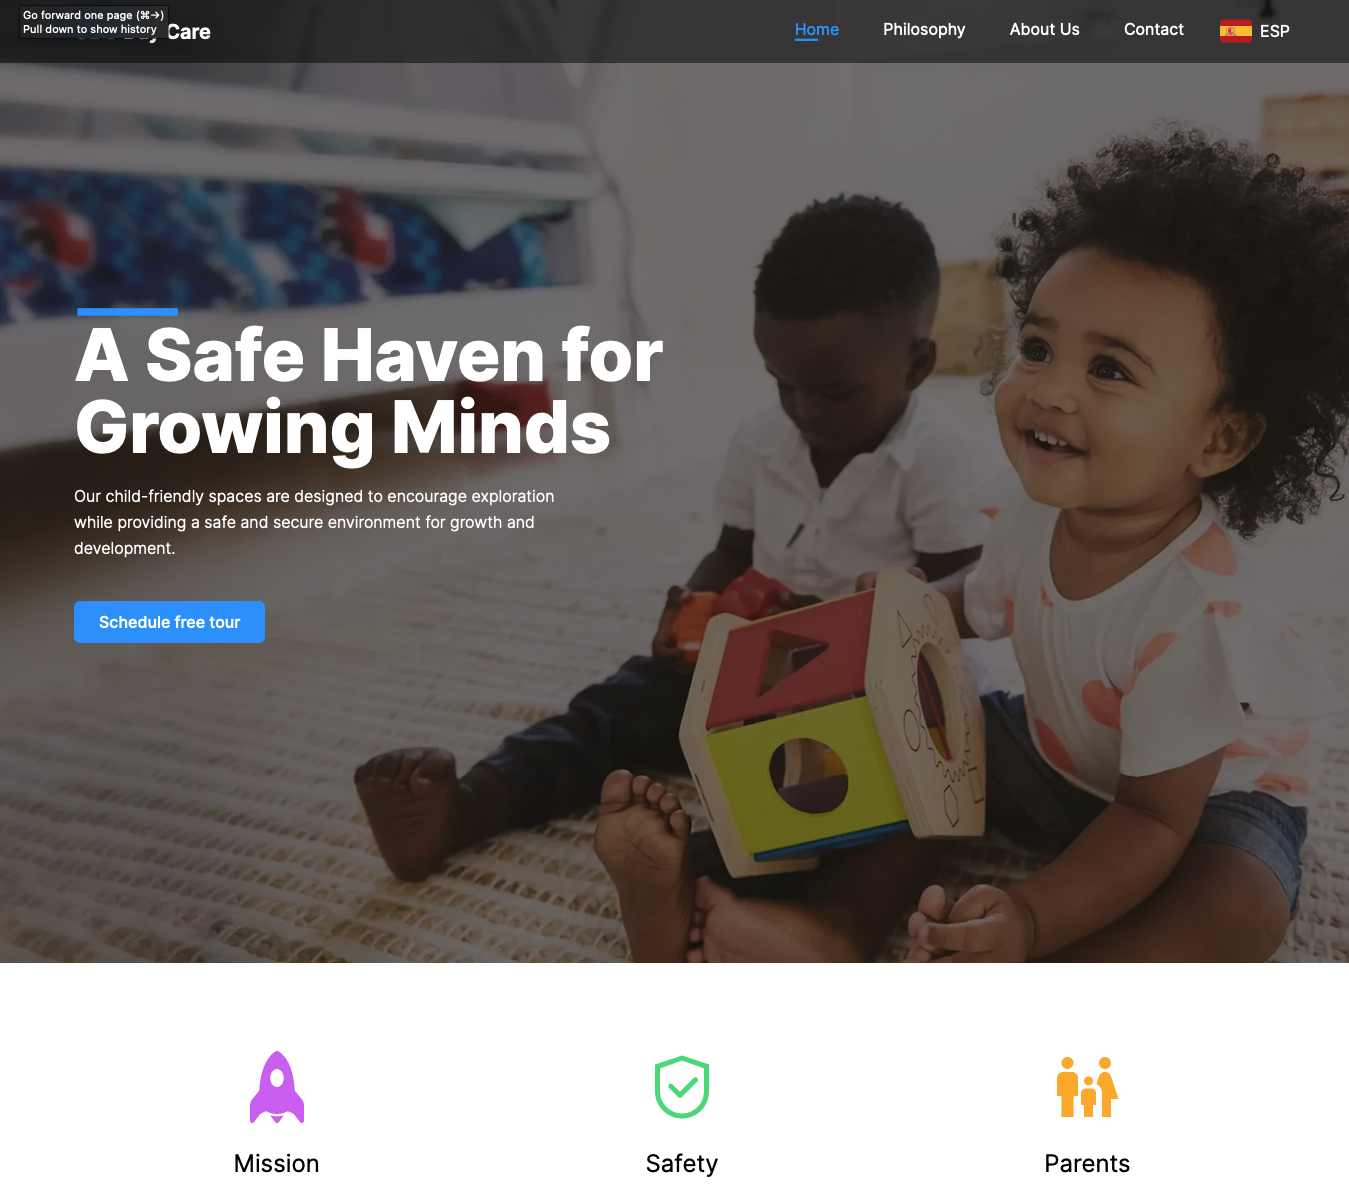 Go forward one page (⌘→)
Pull down to show history
Care
Home
Philosophy
About Us
Contact
ESP
A Safe Haven for
Growing Minds
Our child-friendly spaces are designed to encourage exploration
while providing a safe and secure environment for growth and
development.
Schedule free tour
Mission
Safety
Parents